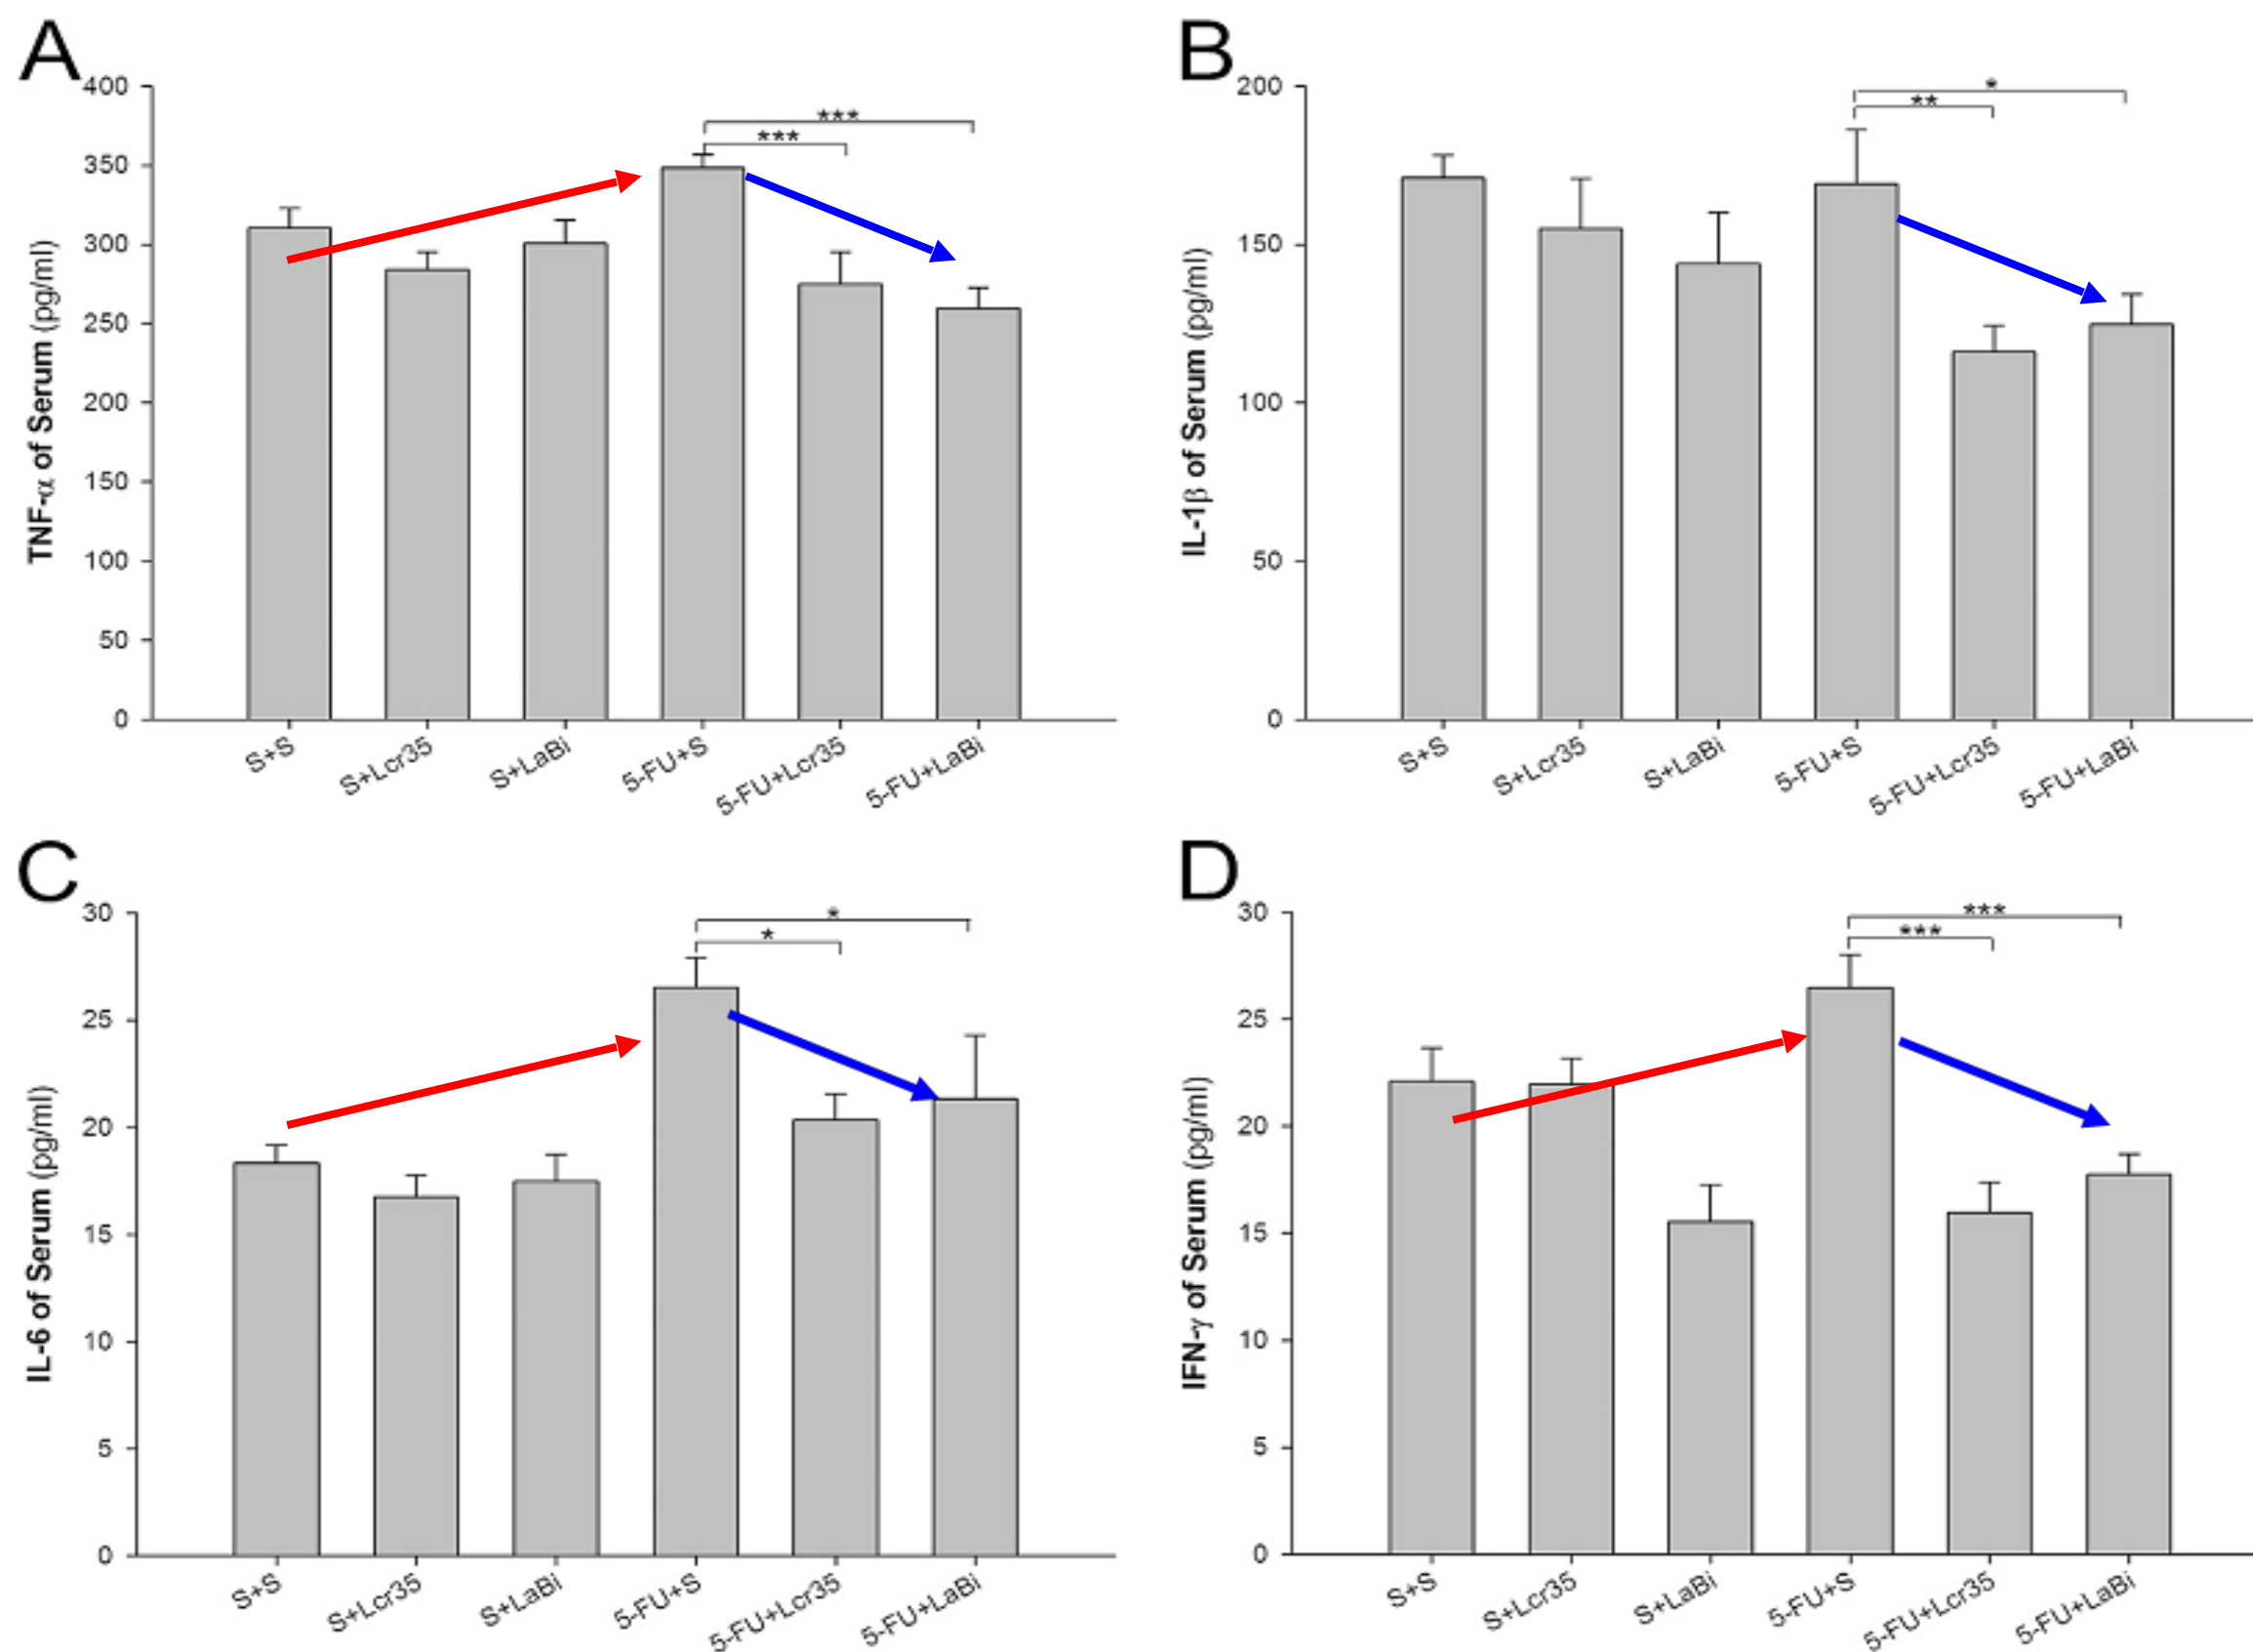 A
400
350
300
250
200
150
100
50
0
TNF-α of Serum (pg/ml)
***
***
S+S
S+Lcr35
S+LaBi
5-FU+S
5-FU+Lcr35
5-FU+LaBi
B
200
150
100
50
0
IL-1β of Serum (pg/ml)
*
**
S+S
S+Lcr35
S+LaBi
5-FU+S
5-FU+Lcr35
5-FU+LaBi
C
30
25
20
15
10
5
0
IL-6 of Serum (pg/ml)
*
*
S+S
S+Lcr35
S+LaBi
5-FU+S
5-FU+Lcr35
5-FU+LaBi
D
30
25
20
15
10
5
0
IFN-γ of Serum (pg/ml)
***
***
S+S
S+Lcr35
S+LaBi
5-FU+S
5-FU+Lcr35
5-FU+LaBi